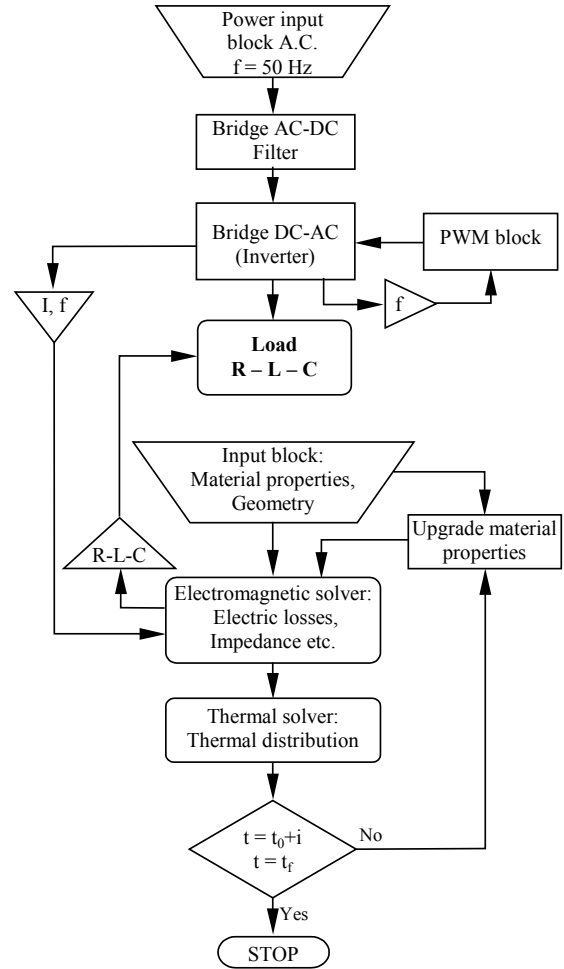 Power input
block A.C.
f = 50 Hz
Bridge AC-DC
Filter
Bridge DC-AC
(Inverter)
PWM block
I, f
f
Load
R – L – C
Input block:
Material properties,
Geometry
R-L-C
Upgrade material
properties
Electromagnetic solver:
Electric losses,
Impedance etc.
Thermal solver:
Thermal distribution
t = t₀+i
t = t_f
No
Yes
STOP